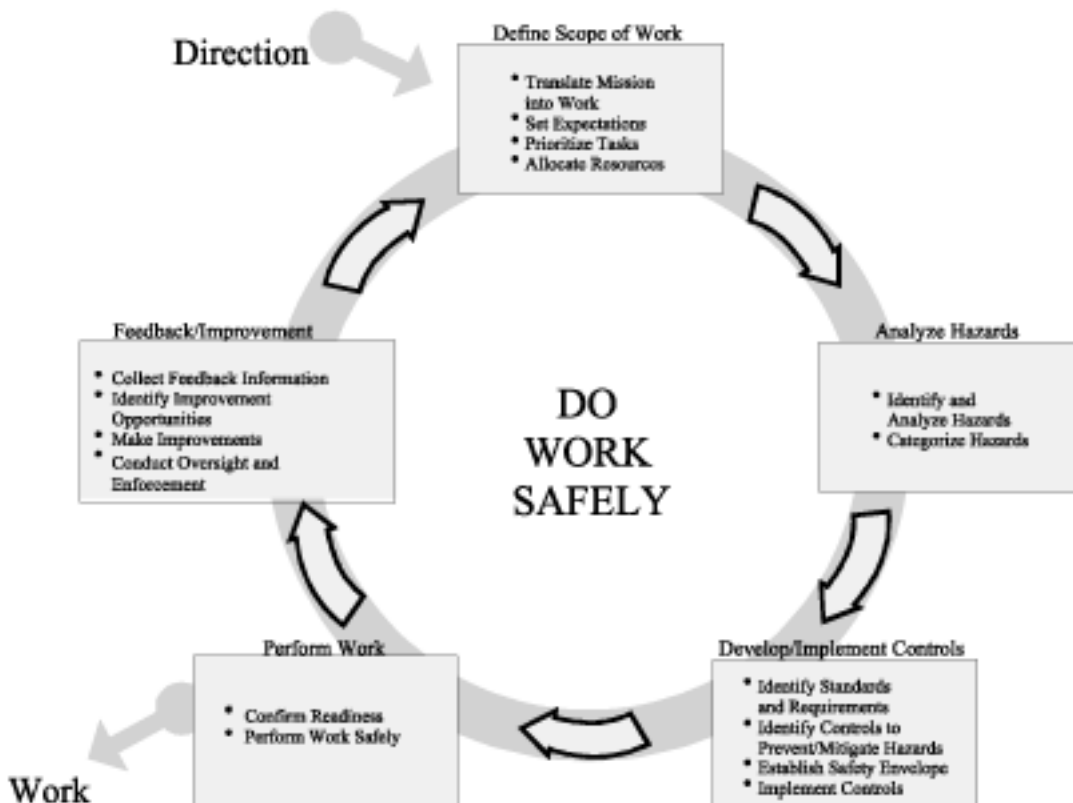 Direction
Define Scope of Work
• Translate Mission
into Work
• Set Expectations
• Prioritize Tasks
• Allocate Resources
Feedback/Improvement
• Collect Feedback Information
• Identify Improvement
Opportunities
• Make Improvements
• Conduct Oversight and
Enforcement
DO
WORK
SAFELY
Analyze Hazards
• Identify and
Analyze Hazards
• Categorize Hazards
Perform Work
• Confirm Readiness
• Perform Work Safely
Develop/Implement Controls
• Identify Standards
and Requirements
• Identify Controls to
Prevent/Mitigate Hazards
• Establish Safety Envelope
• Implement Controls
Work